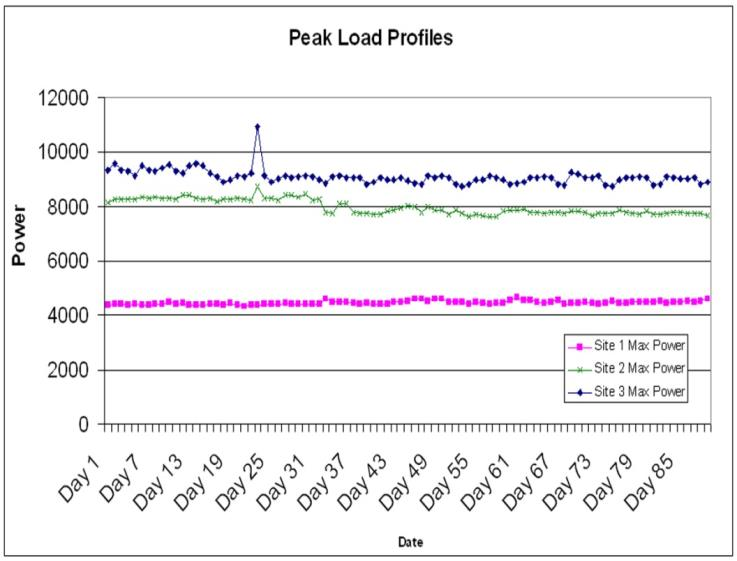 Peak Load Profiles
12000
10000
8000
6000
4000
2000
0
Power
Site 1 Max Power
Site 2 Max Power
Site 3 Max Power
Day 1
Day 7
Day 13
Day 19
Day 25
Day 31
Day 37
Day 43
Day 49
Day 55
Day 61
Day 67
Day 73
Day 79
Day 85
Date